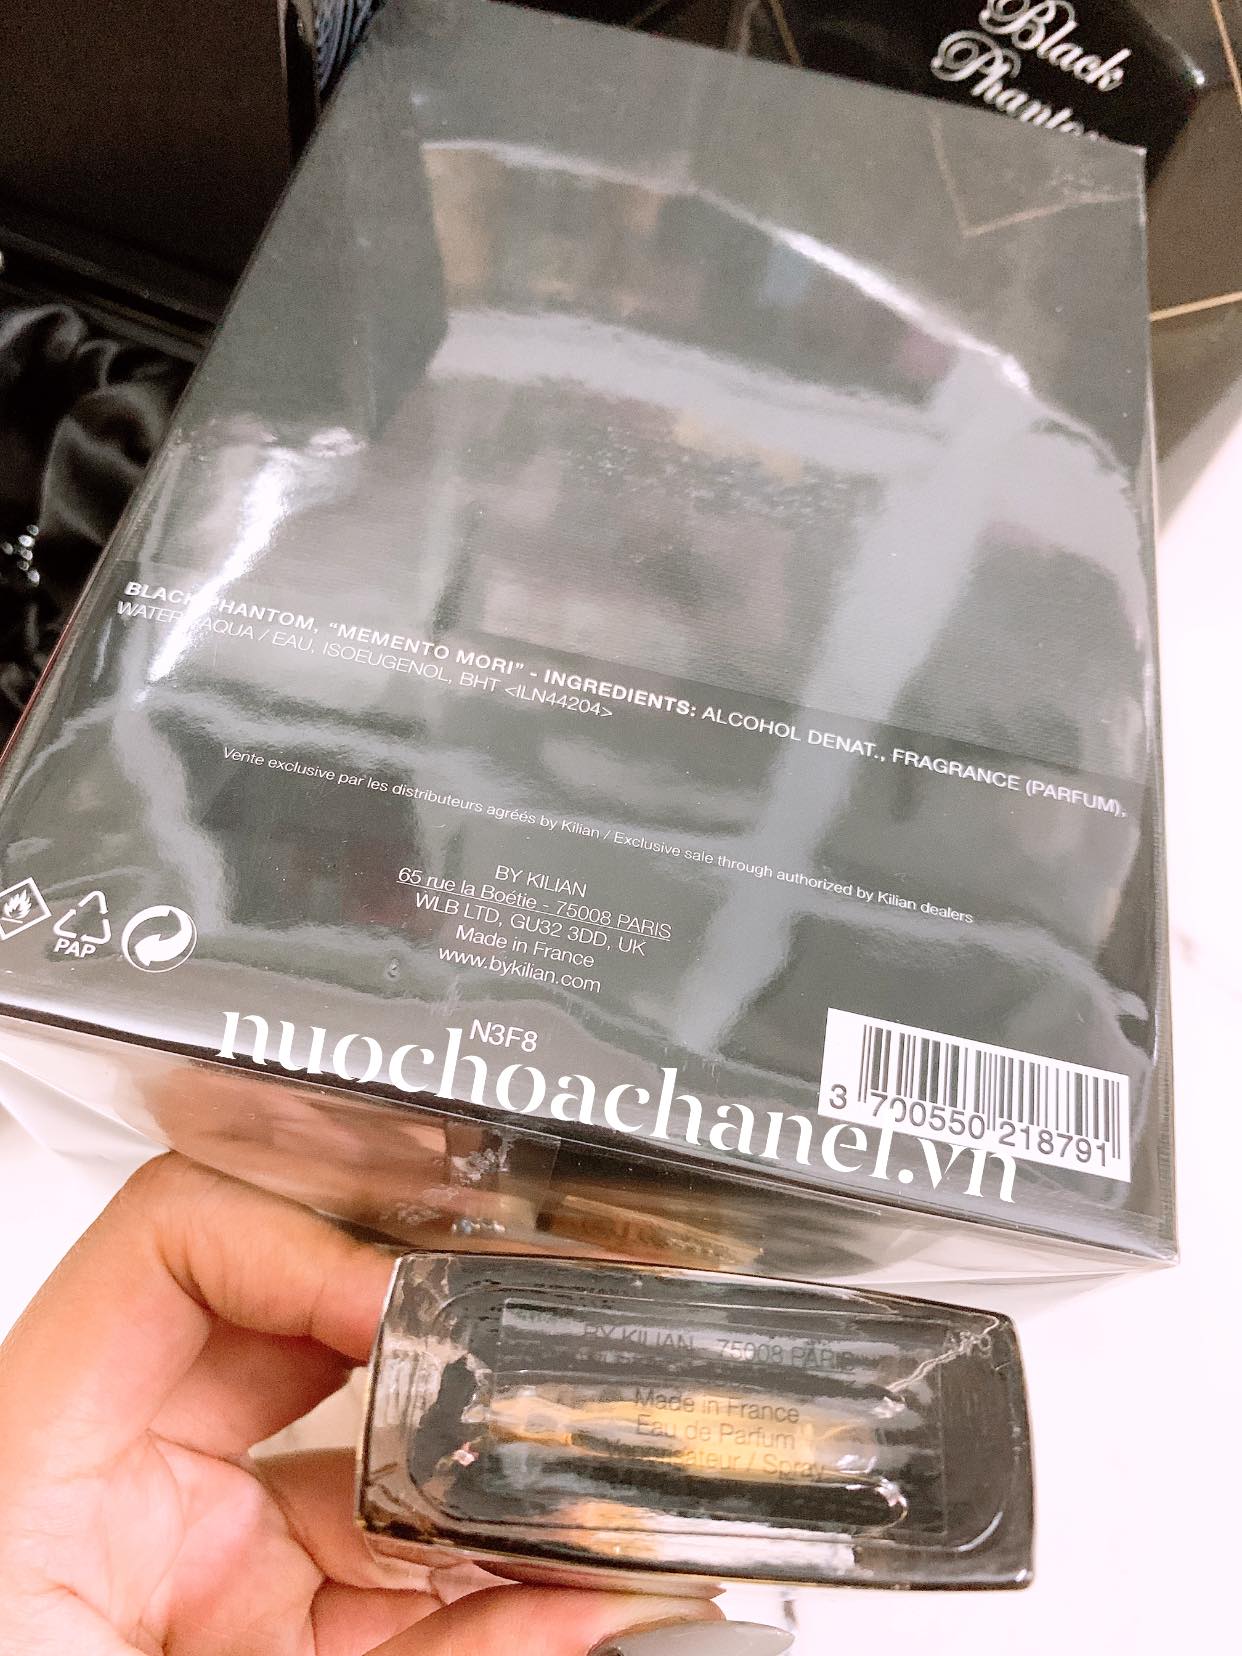 Black
Phantom
BLACK PHANTOM, “MEMENTO MORI” - INGREDIENTS: ALCOHOL DENAT., FRAGRANCE (PARFUM),
WATER / AQUA / EAU, ISOEUGENOL, BHT <ILN44204>
Vente exclusive par les distributeurs agréés by Kilian / Exclusive sale through authorized by Kilian dealers
BY KILIAN
65 rue la Boétie - 75008 PARIS
WLB LTD, GU32 3DD, UK
Made in France
www.bykilian.com
PAP
N3F8
nuochoachanel.vn
3 700550 218791
BY KILIAN - 75008 PARIS
Made in France
Eau de Parfum
Vaporisateur / Spray